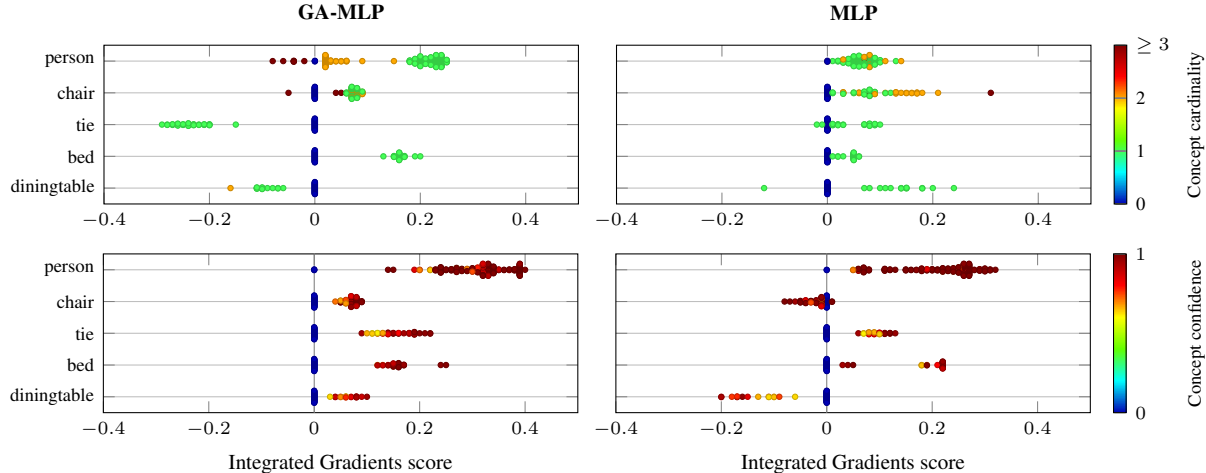 GA-MLP MLP
person
chair
tie
bed
diningtable
−0.4 −0.2 0 0.2 0.4 −0.4 −0.2 0 0.2 0.4
≥ 3
2
1
0
Concept cardinality
person
chair
tie
bed
diningtable
−0.4 −0.2 0 0.2 0.4 −0.4 −0.2 0 0.2 0.4
1
0
Concept confidence
Integrated Gradients score Integrated Gradients score